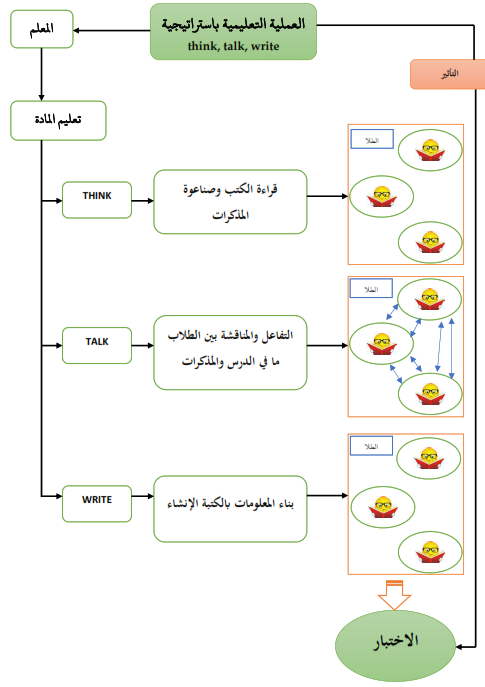 العملية التعليمية باستراتيجية
think, talk, write
المعلم
التأثير
تعليم المادة
THINK
قراءة الكتب وصناعوة
المذكرات
الطلا
TALK
التفاعل والمناقشة بين الطلاب
ما في الدرس والمذكرات
الطلا
WRITE
بناء المعلومات بالكتبة الإنشاء
الطلا
الاختبار